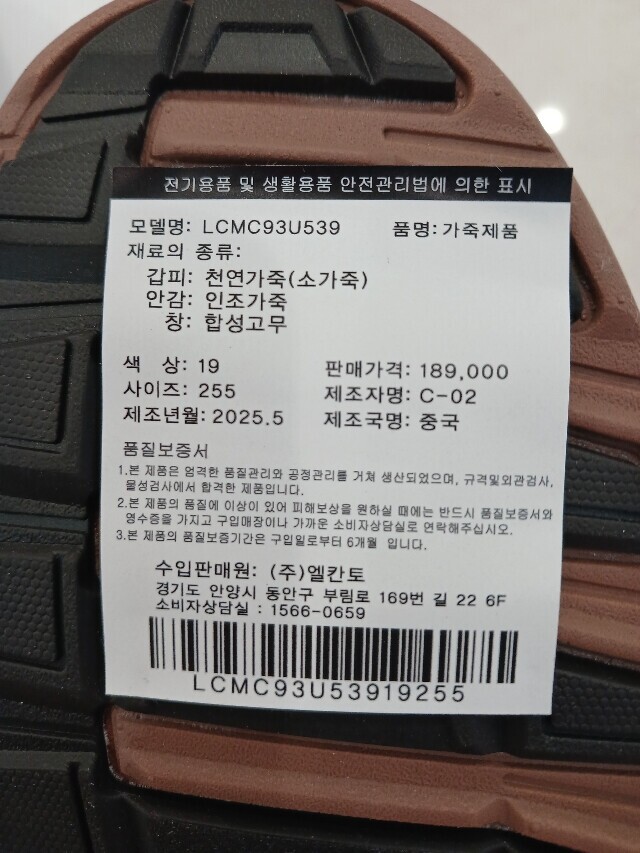 전기용품 및 생활용품 안전관리법에 의한 표시
모델명: LCMC93U539 품명: 가죽제품
재료의 종류:
갑피: 천연가죽(소가죽)
안감: 인조가죽
창: 합성고무
색 상: 19 판매가격: 189,000
사이즈: 255 제조자명: C-02
제조년월: 2025.5 제조국명: 중국
품질보증서
1.본 제품은 엄격한 품질관리와 공정관리를 거쳐 생산되었으며, 규격및외관검사,
물성검사에서 합격한 제품입니다.
2.본 제품의 품질에 이상이 있어 피해보상을 원하실 때에는 반드시 품질보증서와
영수증을 가지고 구입매장이나 가까운 소비자상담실로 연락해주십시오.
3.본 제품의 품질보증기간은 구입일로부터 6개월 입니다.
수입판매원: (주)엘칸토
경기도 안양시 동안구 부림로 169번 길 22 6F
소비자상담실 : 1566-0659
LCMC93U53919255